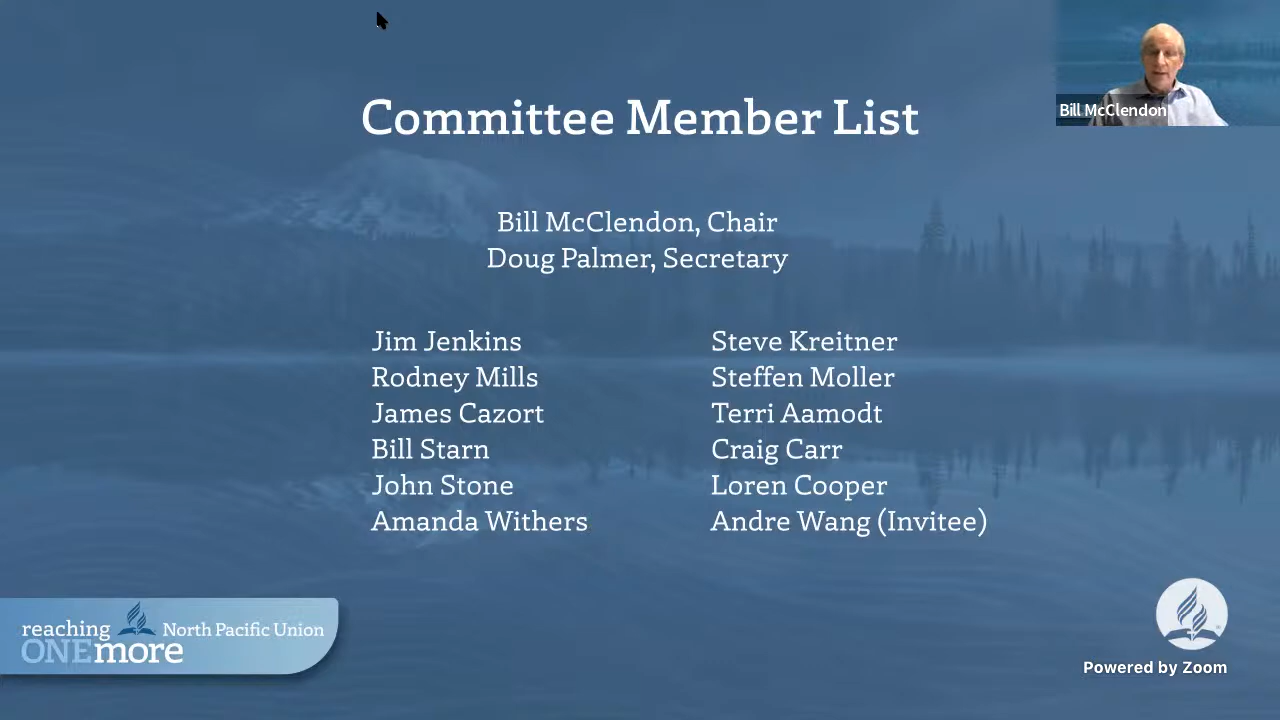 Bill McClendon
Committee Member List
Bill McClendon, Chair
Doug Palmer, Secretary
Jim Jenkins
Rodney Mills
James Cazort
Bill Starn
John Stone
Amanda Withers
Steve Kreitner
Steffen Moller
Terri Aamodt
Craig Carr
Loren Cooper
Andre Wang (Invitee)
reaching
ONEmore
North Pacific Union
Powered by Zoom